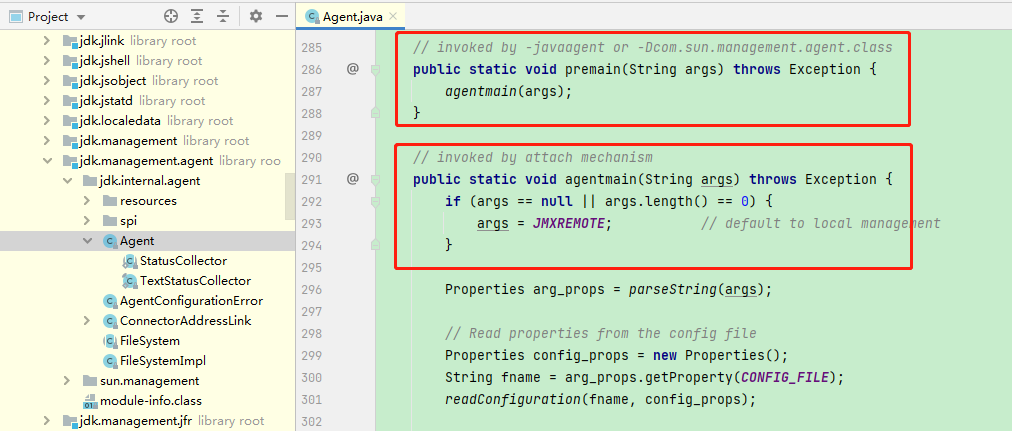 Project
jdk.jlink library root
jdk.jshell library root
jdk.jsobject library root
jdk.jstatd library root
jdk.localedata library root
jdk.management library root
jdk.management.agent library roo
jdk.internal.agent
resources
spi
Agent
StatusCollector
TextStatusCollector
AgentConfigurationError
ConnectorAddressLink
FileSystem
FileSystemImpl
sun.management
module-info.class
jdk.management.jfr library root
Agent.java
285 // invoked by -javaagent or -Dcom.sun.management.agent.class
286 @ public static void premain(String args) throws Exception {
287 agentmain(args);
288 }
289
290 // invoked by attach mechanism
291 @ public static void agentmain(String args) throws Exception {
292 if (args == null || args.length() == 0) {
293 args = JMXREMOTE; // default to local management
294 }
295
296 Properties arg_props = parseString(args);
297
298 // Read properties from the config file
299 Properties config_props = new Properties();
300 String fname = arg_props.getProperty(CONFIG_FILE);
301 readConfiguration(fname, config_props);
302